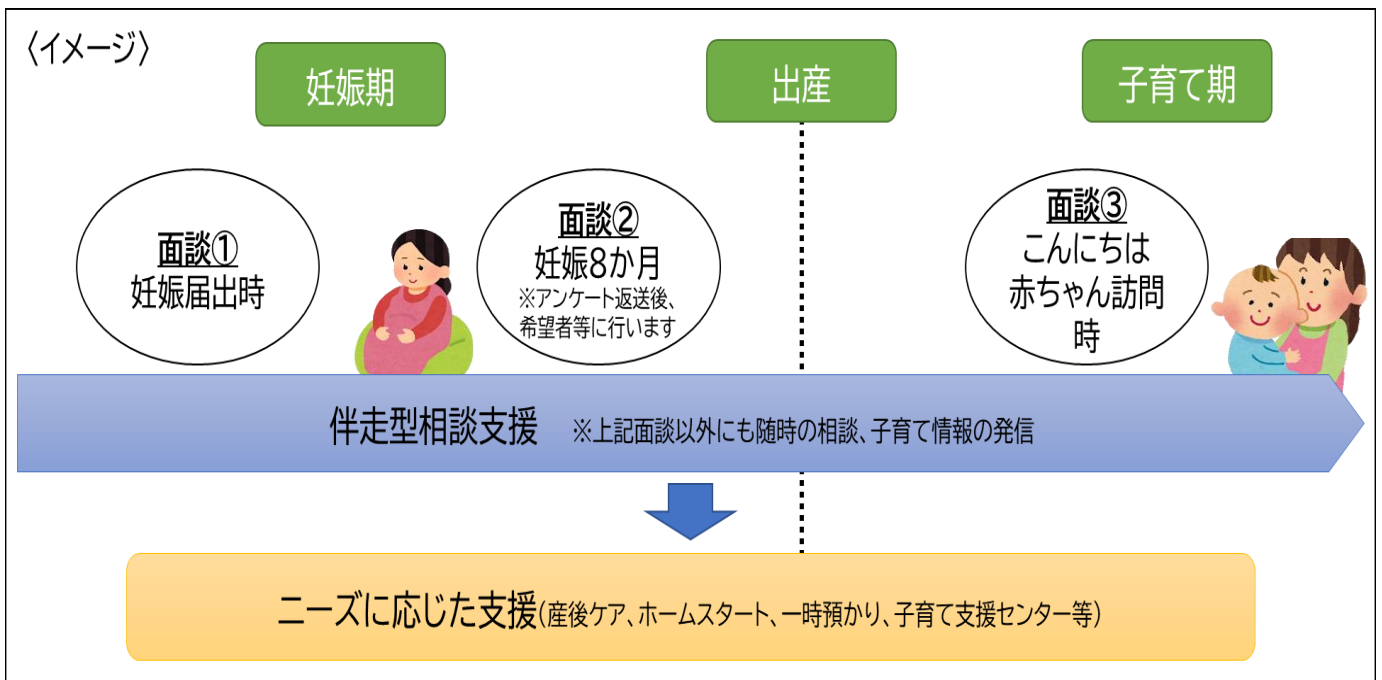 〈イメージ〉
妊娠期
出産
子育て期
面談①
妊娠届出時
面談②
妊娠8か月
※アンケート返送後、
希望者等に行います
面談③
こんにちは
赤ちゃん訪問
時
伴走型相談支援 ※上記面談以外にも随時の相談、子育て情報の発信
ニーズに応じた支援(産後ケア、ホームスタート、一時預かり、子育て支援センター等)